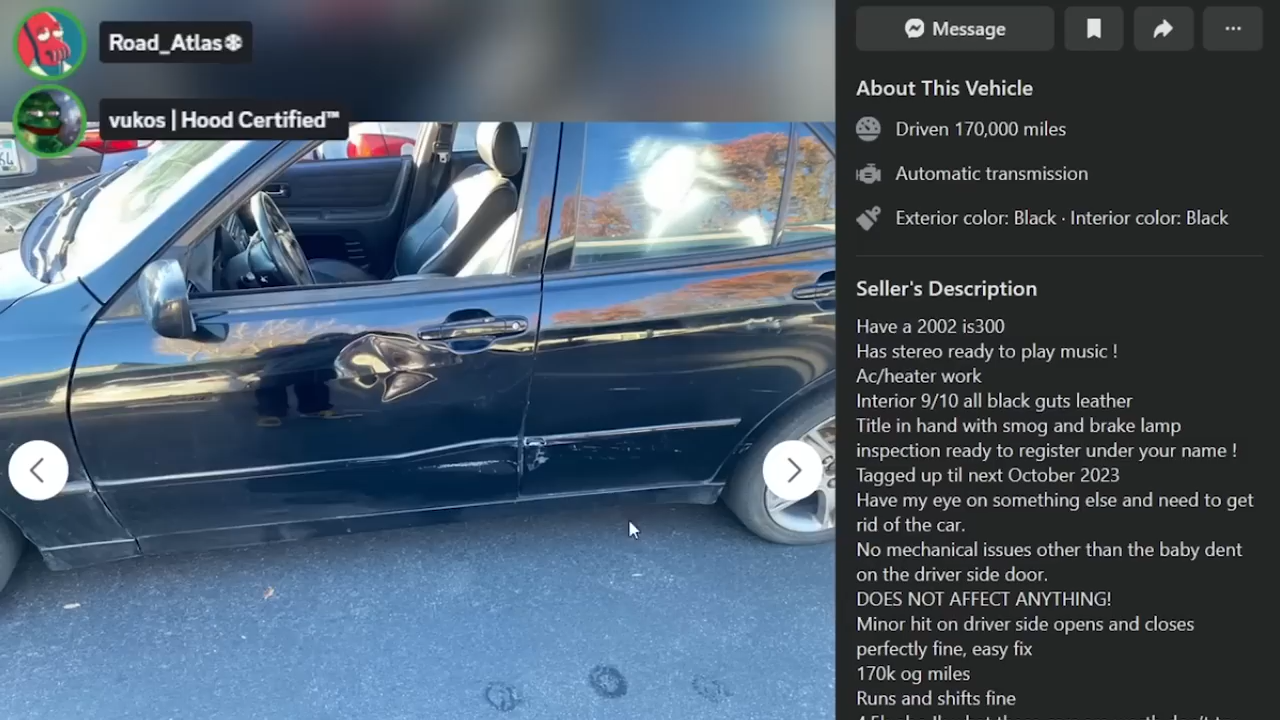 Road_Atlas❄
vukos | Hood Certified™
64
Message
About This Vehicle
Driven 170,000 miles
Automatic transmission
Exterior color: Black · Interior color: Black
Seller's Description
Have a 2002 is300
Has stereo ready to play music !
Ac/heater work
Interior 9/10 all black guts leather
Title in hand with smog and brake lamp
inspection ready to register under your name !
Tagged up til next October 2023
Have my eye on something else and need to get
rid of the car.
No mechanical issues other than the baby dent
on the driver side door.
DOES NOT AFFECT ANYTHING!
Minor hit on driver side opens and closes
perfectly fine, easy fix
170k og miles
Runs and shifts fine